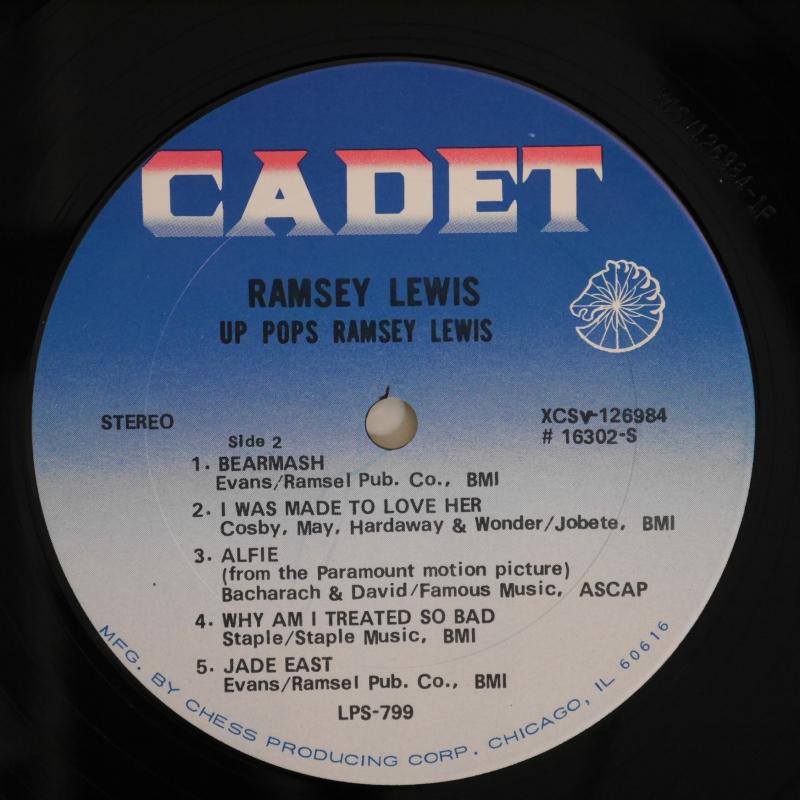 CADET
RAMSEY LEWIS
UP POPS RAMSEY LEWIS
STEREO
XCSV-126984
# 16302-S
Side 2
1. BEARMASH
Evans/Ramsel Pub. Co., BMI
2. I WAS MADE TO LOVE HER
Cosby, May, Hardaway & Wonder/Jobete, BMI
3. ALFIE
(from the Paramount motion picture)
Bacharach & David/Famous Music, ASCAP
4. WHY AM I TREATED SO BAD
Staple/Staple Music, BMI
5. JADE EAST
Evans/Ramsel Pub. Co., BMI
LPS-799
MFG. BY CHESS PRODUCING CORP. CHICAGO, IL 60616